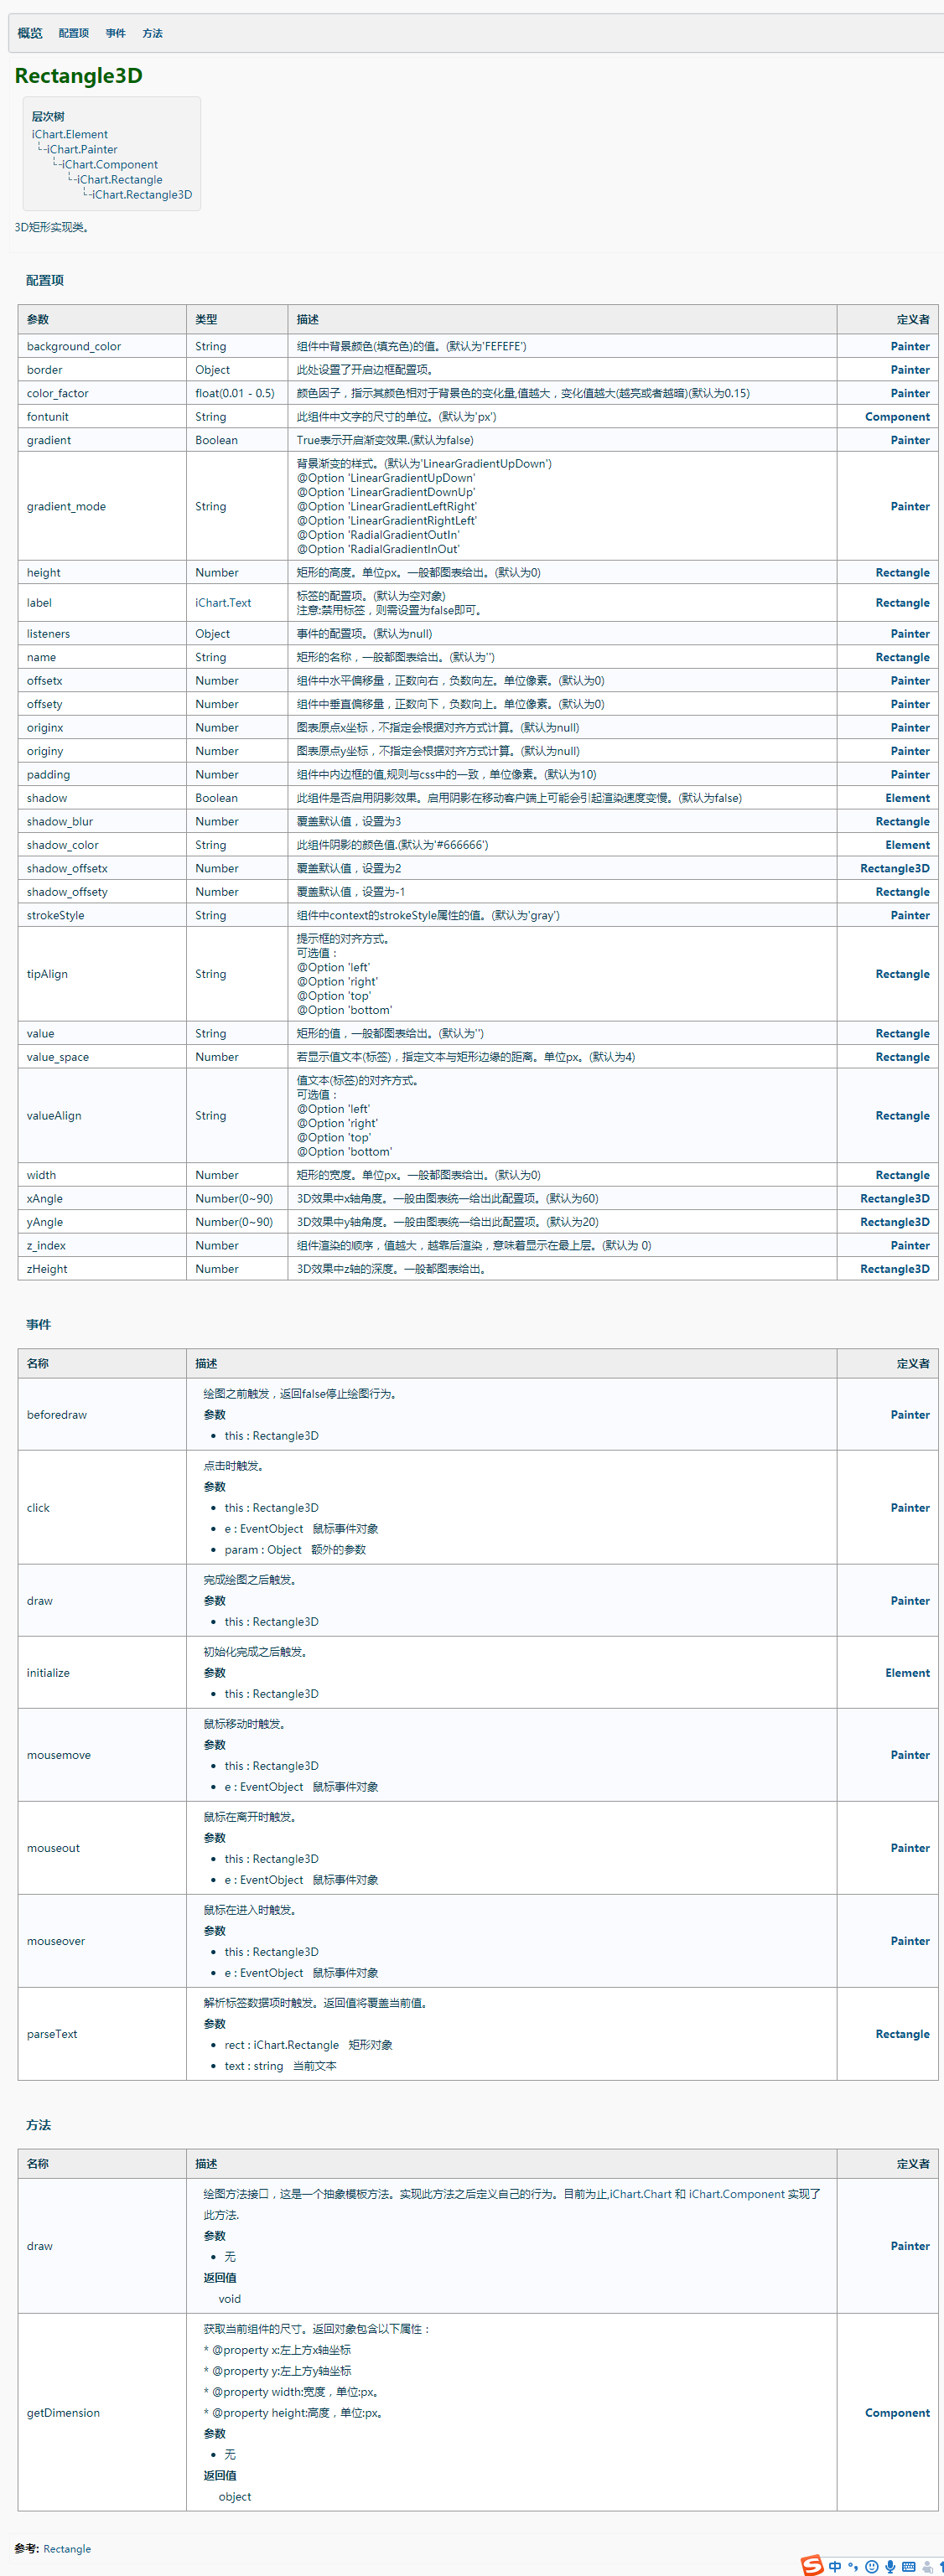 概览 配置项 事件 方法
Rectangle3D
层次树
iChart.Element
iChart.Painter
iChart.Component
iChart.Rectangle
iChart.Rectangle3D
3D矩形实现类。
配置项
参数 类型 描述 定义者
background_color String 组件中背景颜色(填充色)的值。(默认为'FEFEFE') Painter
border Object 此处设置了开启边框配置项。 Painter
color_factor float(0.01 - 0.5) 颜色因子，指示其颜色相对于背景色的变化量,值越大，变化值越大(越亮或者越暗)(默认为0.15) Painter
fontunit String 此组件中文字的尺寸的单位。(默认为'px') Component
gradient Boolean True表示开启渐变效果.(默认为false) Painter
背景渐变的样式。(默认为'LinearGradientUpDown')
@Option 'LinearGradientUpDown'
@Option 'LinearGradientDownUp'
gradient_mode String @Option 'LinearGradientLeftRight' Painter
@Option 'LinearGradientRightLeft'
@Option 'RadialGradientOutIn'
@Option 'RadialGradientInOut'
height Number 矩形的高度。单位px。一般都图表给出。(默认为0) Rectangle
label iChart.Text 标签的配置项。(默认为空对象) Rectangle
注意:禁用标签，则需设置为false即可。
listeners Object 事件的配置项。(默认为null) Painter
name String 矩形的名称，一般都图表给出。(默认为'') Rectangle
offsetx Number 组件中水平偏移量，正数向右，负数向左。单位像素。(默认为0) Painter
offsety Number 组件中垂直偏移量，正数向下，负数向上。单位像素。(默认为0) Painter
originx Number 图表原点x坐标，不指定会根据对齐方式计算。(默认为null) Painter
originy Number 图表原点y坐标，不指定会根据对齐方式计算。(默认为null) Painter
padding Number 组件中内边框的值,规则与css中的一致，单位像素。(默认为10) Painter
shadow Boolean 此组件是否启用阴影效果。启用阴影在移动客户端上可能会引起渲染速度变慢。(默认为false) Element
shadow_blur Number 覆盖默认值，设置为3 Rectangle
shadow_color String 此组件阴影的颜色值.(默认为'#666666') Element
shadow_offsetx Number 覆盖默认值，设置为2 Rectangle3D
shadow_offsety Number 覆盖默认值，设置为-1 Rectangle
strokeStyle String 组件中context的strokeStyle属性的值。(默认为'gray') Painter
提示框的对齐方式。
可选值：
tipAlign String @Option 'left' Rectangle
@Option 'right'
@Option 'top'
@Option 'bottom'
value String 矩形的值，一般都图表给出。(默认为'') Rectangle
value_space Number 若显示值文本(标签)，指定文本与矩形边缘的距离。单位px。(默认为4) Rectangle
值文本(标签)的对齐方式。
可选值：
valueAlign String @Option 'left' Rectangle
@Option 'right'
@Option 'top'
@Option 'bottom'
width Number 矩形的宽度。单位px。一般都图表给出。(默认为0) Rectangle
xAngle Number(0~90) 3D效果中x轴角度。一般由图表统一给出此配置项。(默认为60) Rectangle3D
yAngle Number(0~90) 3D效果中y轴角度。一般由图表统一给出此配置项。(默认为20) Rectangle3D
z_index Number 组件渲染的顺序，值越大，越靠后渲染，意味着显示在最上层。(默认为 0) Painter
zHeight Number 3D效果中z轴的深度。一般都图表给出。 Rectangle3D
事件
名称 描述 定义者
绘图之前触发，返回false停止绘图行为。
beforedraw 参数 Painter
• this : Rectangle3D
点击时触发。
参数
click • this : Rectangle3D Painter
• e : EventObject 鼠标事件对象
• param : Object 额外的参数
完成绘图之后触发。
draw 参数 Painter
• this : Rectangle3D
初始化完成之后触发。
initialize 参数 Element
• this : Rectangle3D
鼠标移动时触发。
参数
mousemove • this : Rectangle3D Painter
• e : EventObject 鼠标事件对象
鼠标在离开时触发。
参数
mouseout • this : Rectangle3D Painter
• e : EventObject 鼠标事件对象
鼠标在进入时触发。
参数
mouseover • this : Rectangle3D Painter
• e : EventObject 鼠标事件对象
解析标签数据项时触发。返回值将覆盖当前值。
参数
parseText • rect : iChart.Rectangle 矩形对象 Rectangle
• text : string 当前文本
方法
名称 描述 定义者
绘图方法接口，这是一个抽象模板方法。实现此方法之后定义自己的行为。目前为止,iChart.Chart 和 iChart.Component 实现了
此方法.
draw 参数 Painter
• 无
返回值
void
获取当前组件的尺寸。返回对象包含以下属性：
* @property x:左上方x轴坐标
* @property y:左上方y轴坐标
* @property width:宽度，单位:px。
getDimension * @property height:高度，单位:px。 Component
参数
• 无
返回值
object
参考: Rectangle
S 中